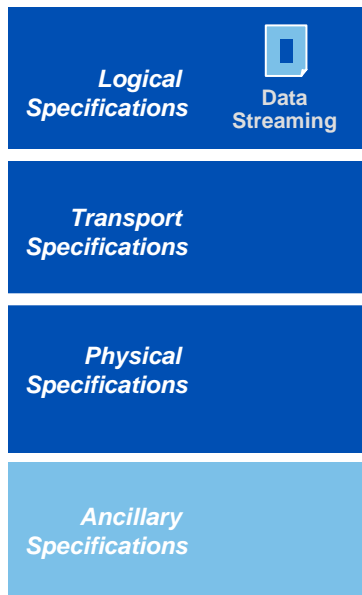 Logical
Specifications
Data
Streaming
Transport
Specifications
Physical
Specifications
Ancillary
Specifications